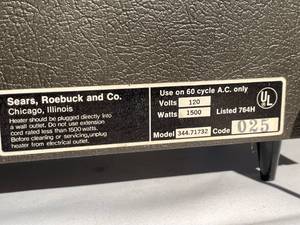 Sears, Roebuck and Co.
Chicago, Illinois
Heater should be plugged directly into
a wall outlet. Do not use extension
cord rated less than 1500 watts.
Before cleaning or servicing, unplug
heater from electrical outlet.
Use on 60 cycle A.C. only
Volts 120
Watts 1500
Listed 764H
UL
Model 344.71732 Code 025